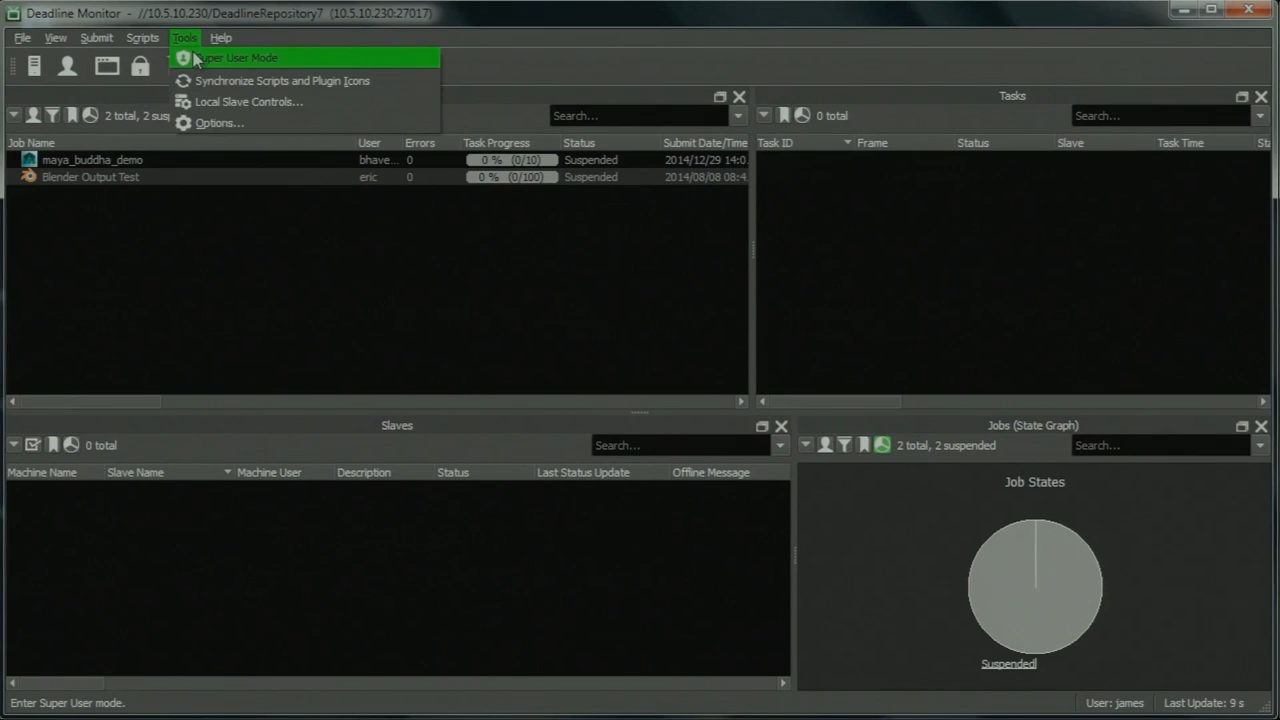 Deadline Monitor - //10.5.10.230/DeadlineRepository7 (10.5.10.230:27017)
File View Submit Scripts Tools Help
Super User Mode
Synchronize Scripts and Plugin Icons
Local Slave Controls...
Options...
2 total, 2 sus
Search...
Tasks
0 total
Search...
Job Name User Errors Task Progress Status Submit Date/Time
Task ID Frame Status Slave Task Time Sta
maya_buddha_demo bhave... 0 0 % (0/10) Suspended 2014/12/29 14:0
Blender Output Test eric 0 0 % (0/100) Suspended 2014/08/08 08:4
Slaves
0 total
Search...
Machine Name Slave Name Machine User Description Status Last Status Update Offline Message
Jobs (State Graph)
2 total, 2 suspended
Search...
Job States
Suspended
Enter Super User mode.
User: james
Last Update: 9 s